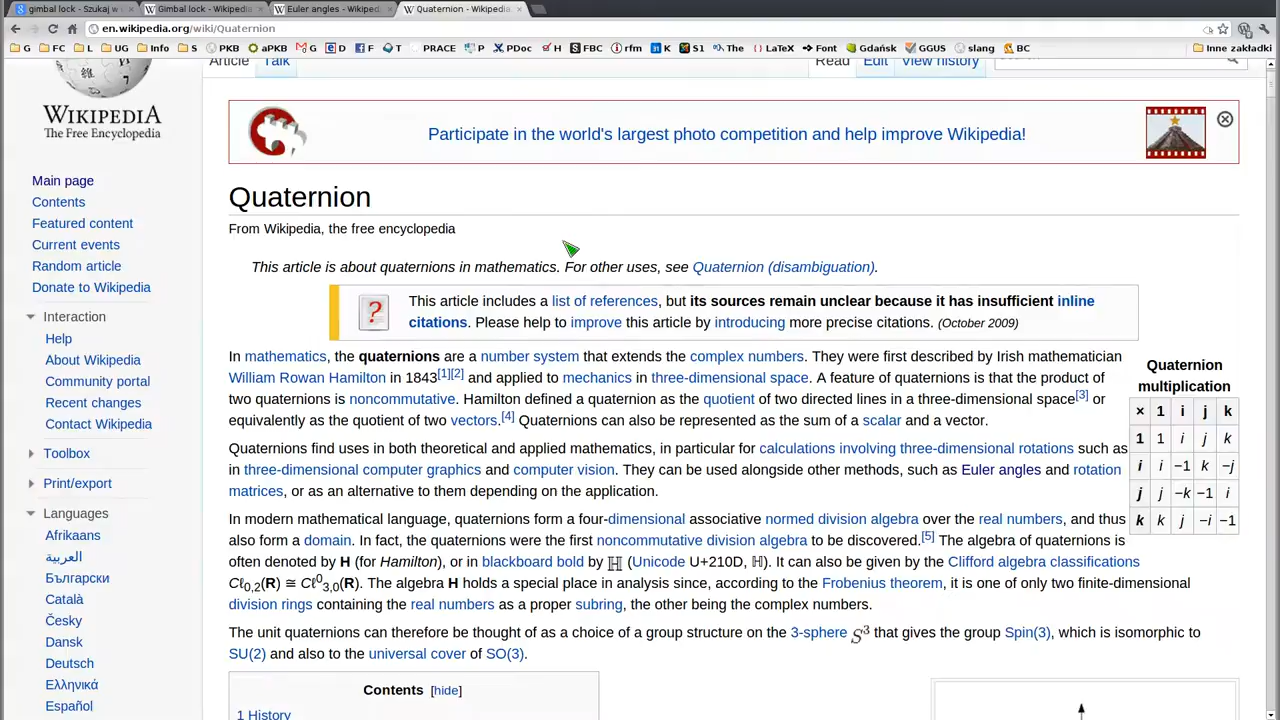 gimbal lock - Szukaj w
Gimbal lock - Wikipedia
Euler angles - Wikiped
Quaternion - Wikipedia
en.wikipedia.org/wiki/Quaternion
G FC L UG Info S PKB aPKB G D F T PRACE P PDoc H FBC rfm K S1 The LaTeX Font Gdańsk GGUS slang BC Inne zakładki
Article Talk Read Edit View history
WIKIPEDIA
The Free Encyclopedia
Main page
Contents
Featured content
Current events
Random article
Donate to Wikipedia
Interaction
Help
About Wikipedia
Community portal
Recent changes
Contact Wikipedia
Toolbox
Print/export
Languages
Afrikaans
العربية
Български
Català
Česky
Dansk
Deutsch
Ελληνικά
Español
Participate in the world's largest photo competition and help improve Wikipedia!
Quaternion
From Wikipedia, the free encyclopedia
This article is about quaternions in mathematics. For other uses, see Quaternion (disambiguation).
This article includes a list of references, but its sources remain unclear because it has insufficient inline
citations. Please help to improve this article by introducing more precise citations. (October 2009)
In mathematics, the quaternions are a number system that extends the complex numbers. They were first described by Irish mathematician
William Rowan Hamilton in 1843[1][2] and applied to mechanics in three-dimensional space. A feature of quaternions is that the product of
two quaternions is noncommutative. Hamilton defined a quaternion as the quotient of two directed lines in a three-dimensional space[3] or
equivalently as the quotient of two vectors.[4] Quaternions can also be represented as the sum of a scalar and a vector.
Quaternions find uses in both theoretical and applied mathematics, in particular for calculations involving three-dimensional rotations such as
in three-dimensional computer graphics and computer vision. They can be used alongside other methods, such as Euler angles and rotation
matrices, or as an alternative to them depending on the application.
In modern mathematical language, quaternions form a four-dimensional associative normed division algebra over the real numbers, and thus
also form a domain. In fact, the quaternions were the first noncommutative division algebra to be discovered.[5] The algebra of quaternions is
often denoted by H (for Hamilton), or in blackboard bold by ℍ (Unicode U+210D, ℍ). It can also be given by the Clifford algebra classifications
Cℓ0,2(R) ≅ Cℓ03,0(R). The algebra H holds a special place in analysis since, according to the Frobenius theorem, it is one of only two finite-dimensional
division rings containing the real numbers as a proper subring, the other being the complex numbers.
The unit quaternions can therefore be thought of as a choice of a group structure on the 3-sphere S3 that gives the group Spin(3), which is isomorphic to
SU(2) and also to the universal cover of SO(3).
Quaternion
multiplication
× 1 i j k
1 1 i j k
i i −1 k −j
j j −k −1 i
k k j −i −1
Contents [hide]
1 History